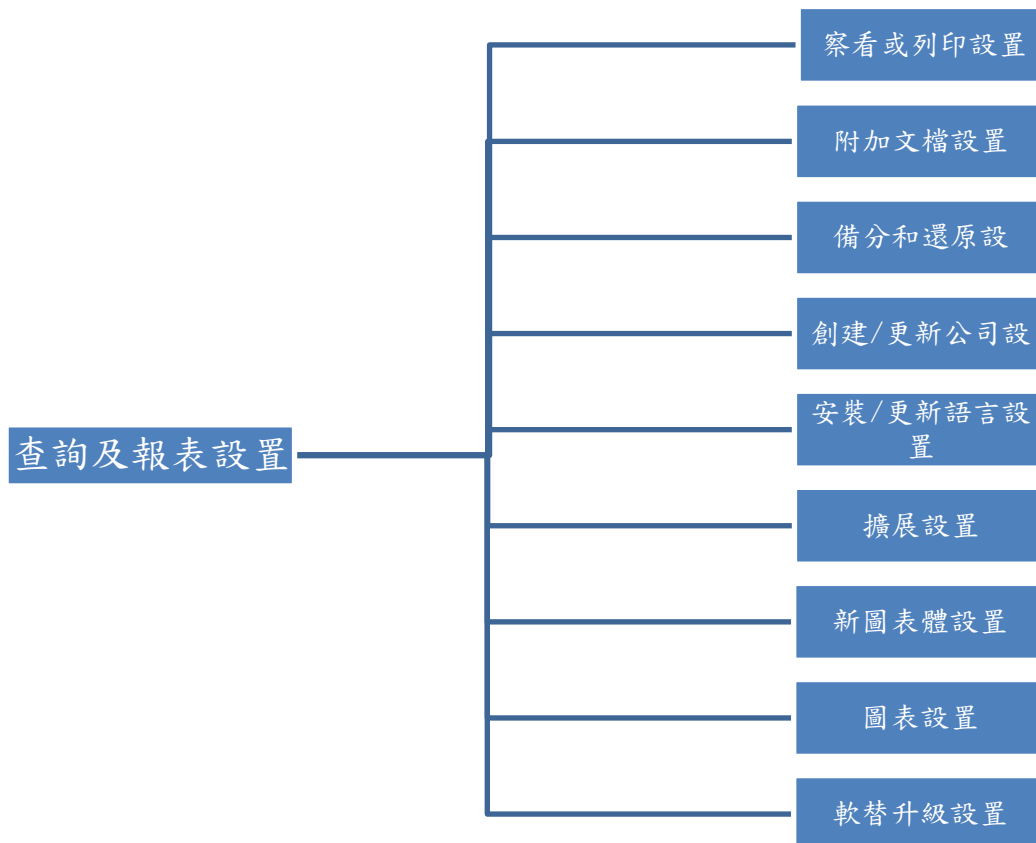 察看或列印設置
附加文檔設置
備分和還原設
創建/更新公司設
安裝/更新語言設
置
查詢及報表設置
擴展設置
新圖表體設置
圖表設置
軟替升級設置